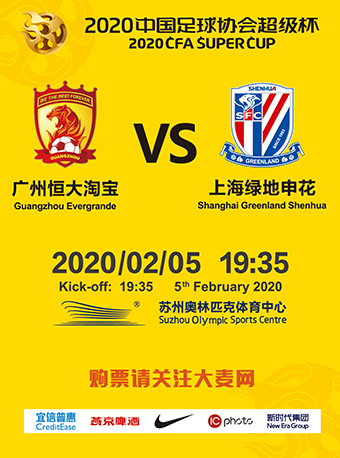 2020中国足球协会超级杯
2020 CFA SUPER CUP
BE THE BEST FOREVER
GUANGZHOU
VS
SHENHUA
SFC
SINCE 1993
GREENLAND
广州恒大淘宝
Guangzhou Evergrande
上海绿地申花
Shanghai Greenland Shenhua
2020/02/05 19:35
Kick-off: 19:35 5th February 2020
苏州奥林匹克体育中心
Suzhou Olympic Sports Centre
购票请关注大麦网
宜信普惠
CreditEase
燕京啤酒
ic photo
新时代集团
New Era Group